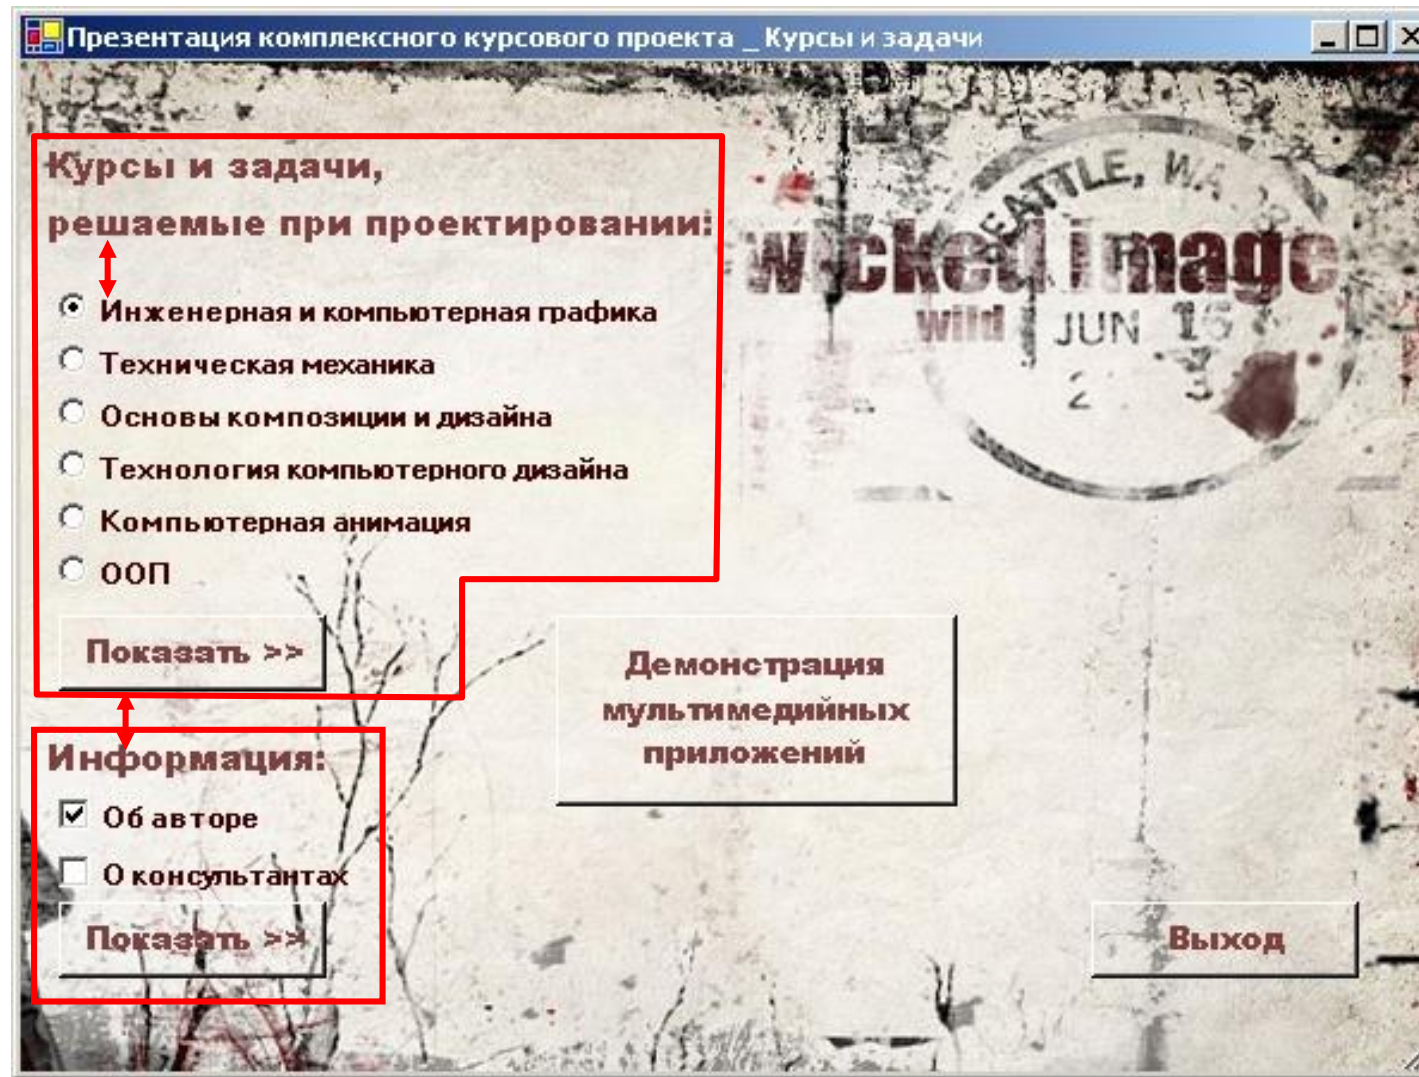 Презентация комплексного курсового проекта _ Курсы и задачи
Курсы и задачи,
решаемые при проектировании:
Инженерная и компьютерная графика
Техническая механика
Основы композиции и дизайна
Технология компьютерного дизайна
Компьютерная анимация
ООП
Показать >>
Информация:
Об авторе
О консультантах
Показать >>
Демонстрация
мультимедийных
приложений
Выход
SEATTLE, WA
wicked image
wild
JUN 16